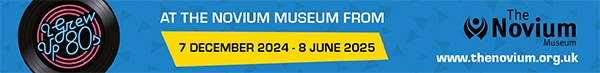 I Grew
Up 80s
AT THE NOVIUM MUSEUM FROM
7 DECEMBER 2024 - 8 JUNE 2025
The
Novium
Museum
www.thenovium.org.uk